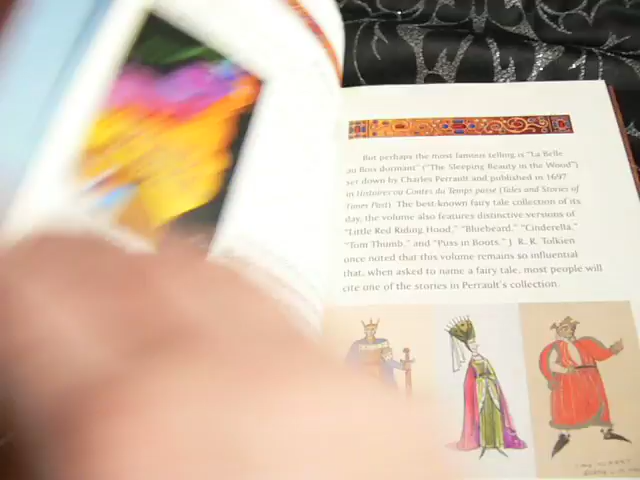 But perhaps the most famous telling is "La Belle
au Bois dormant" ("The Sleeping Beauty in the Wood")
set down by Charles Perrault and published in 1697
in Histoires ou Contes du Temps passé (Tales and Stories of
Times Past). The best-known fairy tale collection of its
day, the volume also features distinctive versions of
"Little Red Riding Hood," "Bluebeard," "Cinderella,"
"Tom Thumb," and "Puss in Boots." J. R. R. Tolkien
once noted that this volume remains so influential
that, when asked to name a fairy tale, most people will
cite one of the stories in Perrault's collection.